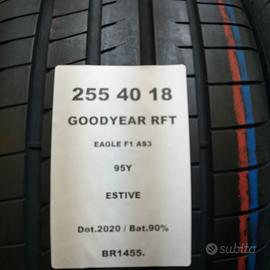 255 40 18
GOODYEAR RFT
EAGLE F1 AS3
95Y
ESTIVE
Dot.2020 / Bat.90%
BR1455.
subito